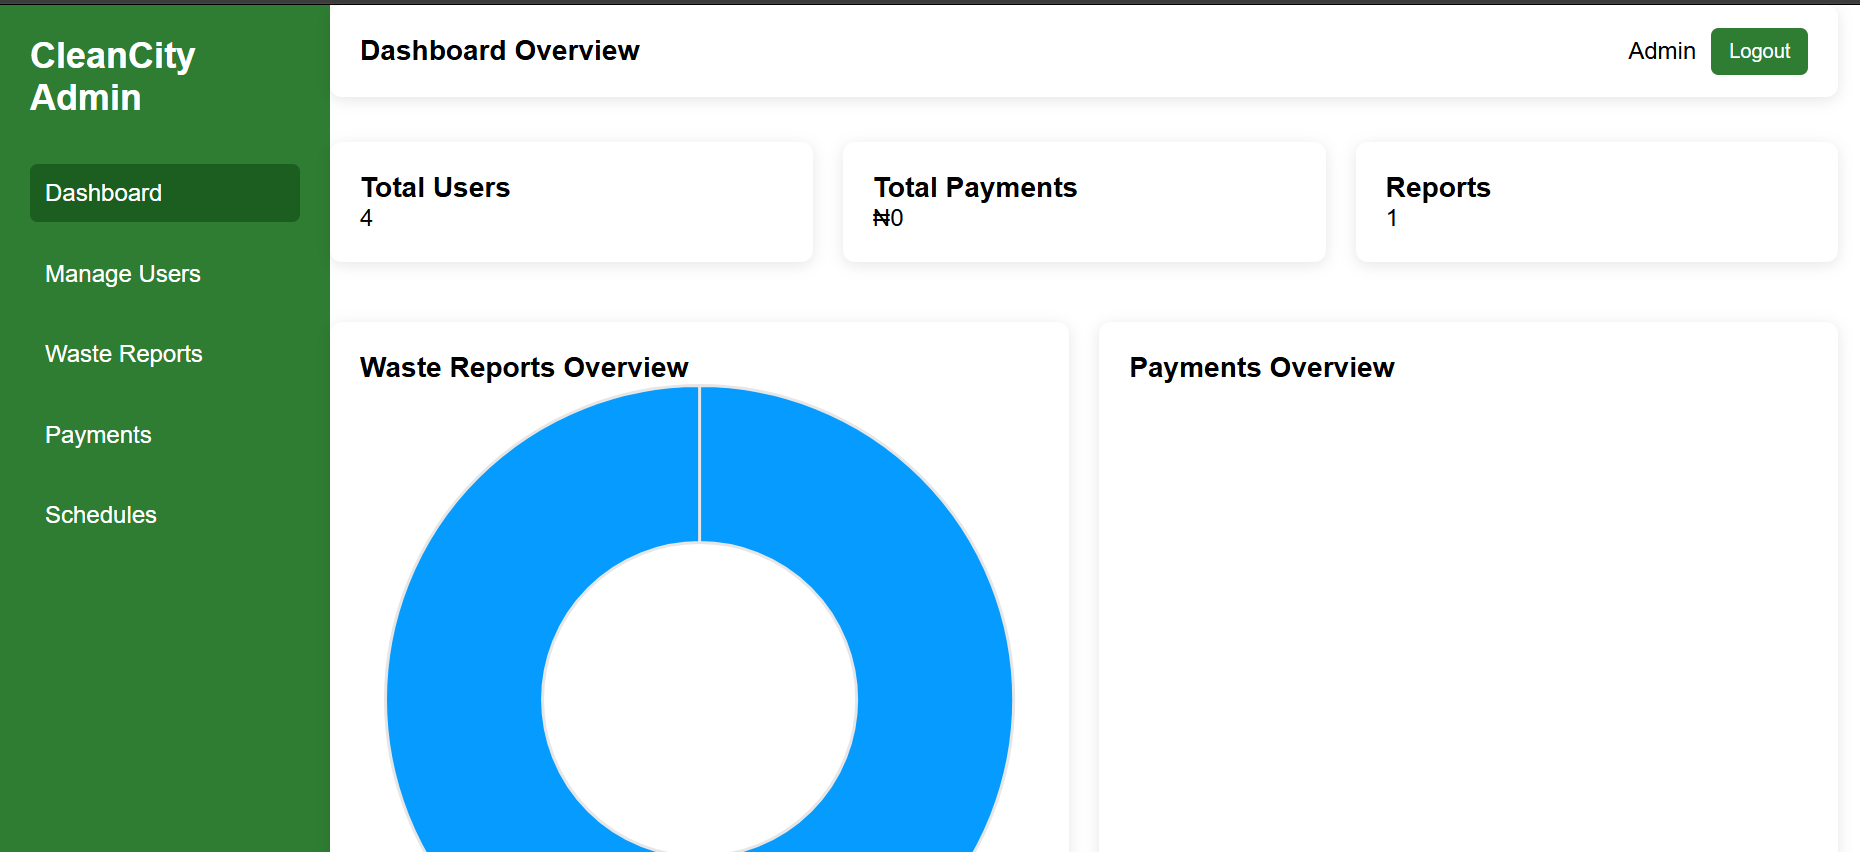 CleanCity
Admin
Dashboard
Manage Users
Waste Reports
Payments
Schedules
Dashboard Overview
Admin
Logout
Total Users
4
Total Payments
₦0
Reports
1
Waste Reports Overview
Payments Overview